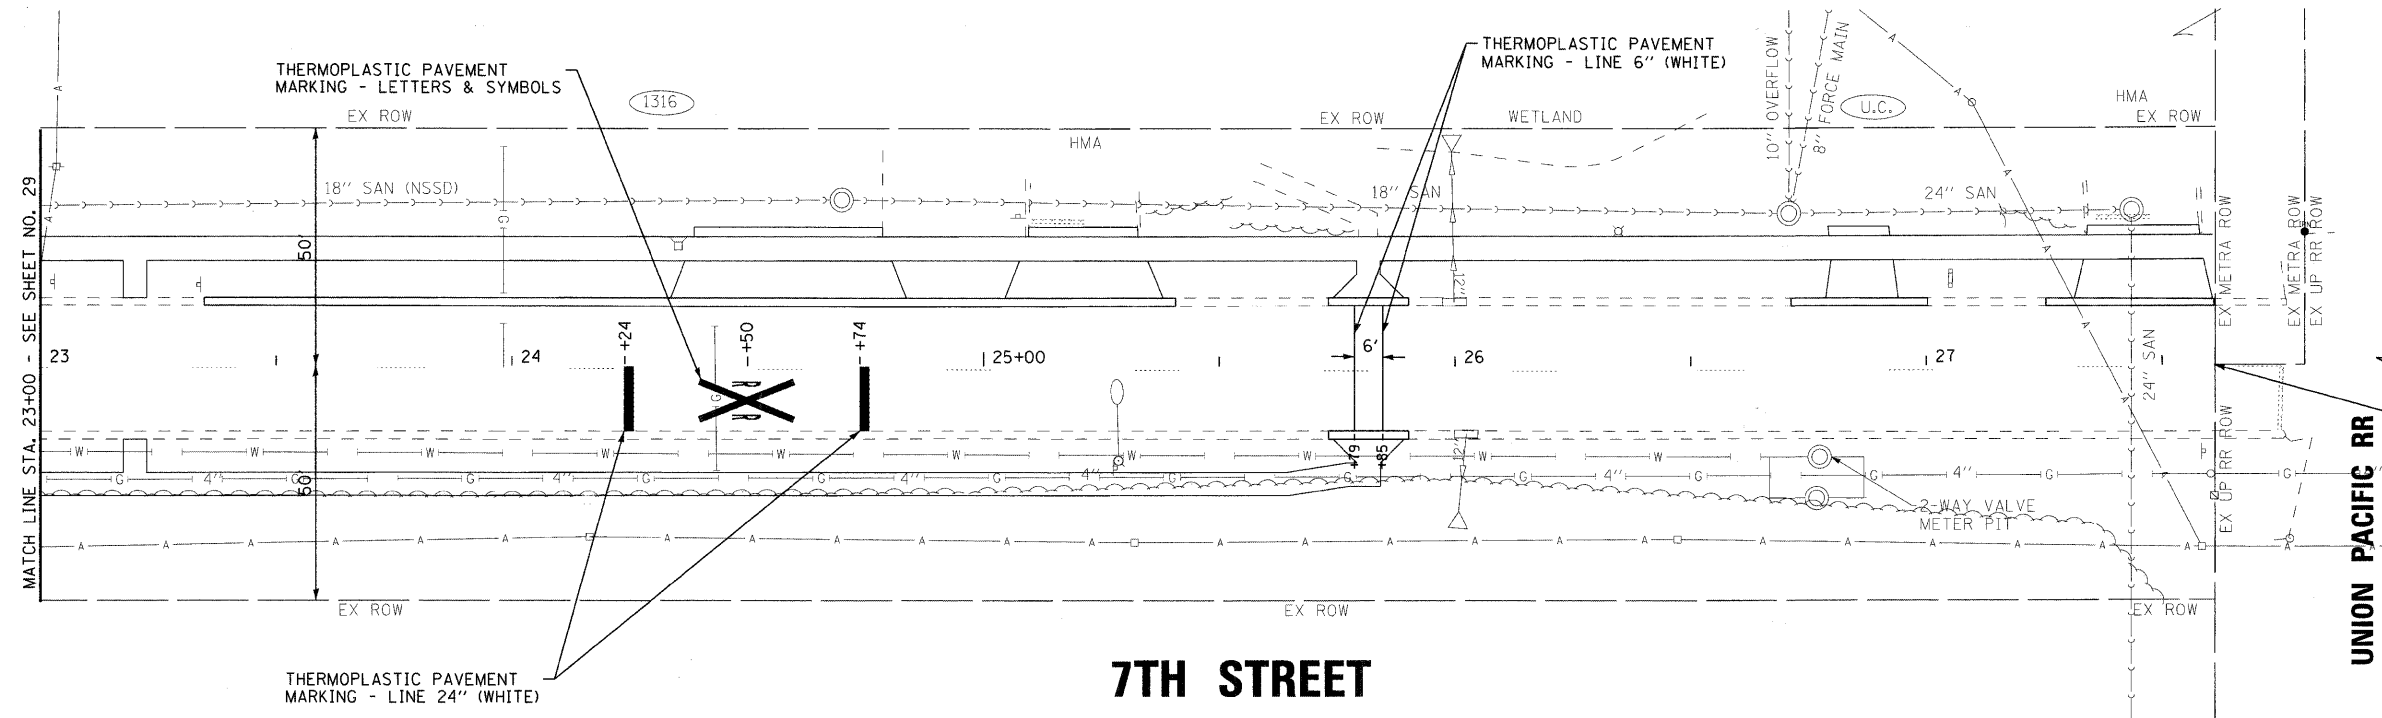 THERMOPLASTIC PAVEMENT
MARKING - LETTERS & SYMBOLS
1316
EX ROW
HMA
THERMOPLASTIC PAVEMENT
MARKING - LINE 6" (WHITE)
EX ROW
WETLAND
10" OVERFLOW
8" FORCE MAIN
U.C.
HMA
EX ROW
MATCH LINE STA. 23+00 - SEE SHEET NO. 29
18" SAN (NSSD)
18" SAN
24" SAN
50'
12"
EX METRA ROW
EX METRA ROW
EX UP RR ROW
+24
+50
+74
23
24
25+00
6'
26
27
24" SAN
R R
+79
+85
12"
W W W W W W W W
G 4" G G 4" G G 4" G 4" G G G 4" G G 4" G G
50'
2-WAY VALVE
METER PIT
EX UP RR ROW
UNION PACIFIC RR
A A A A A A A A A A A A A A A A A A A A A A A A
EX ROW
EX ROW
EX ROW
THERMOPLASTIC PAVEMENT
MARKING - LINE 24" (WHITE)
7TH STREET